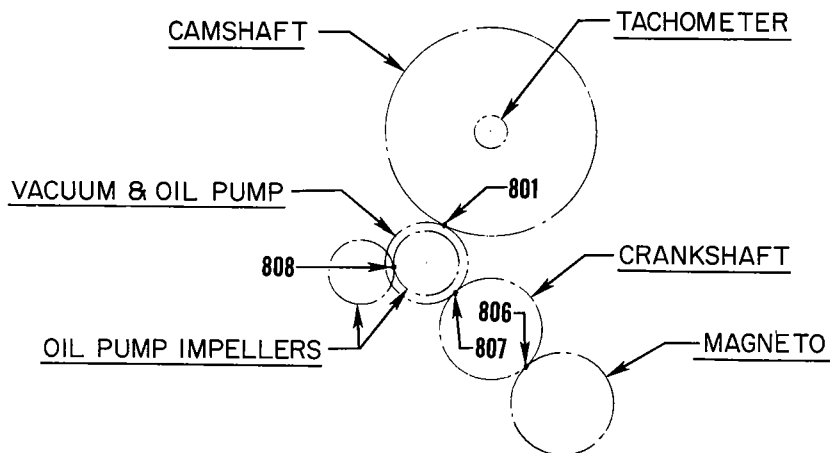 CAMSHAFT
TACHOMETER
801
VACUUM & OIL PUMP
808
CRANKSHAFT
806
807
OIL PUMP IMPELLERS
MAGNETO